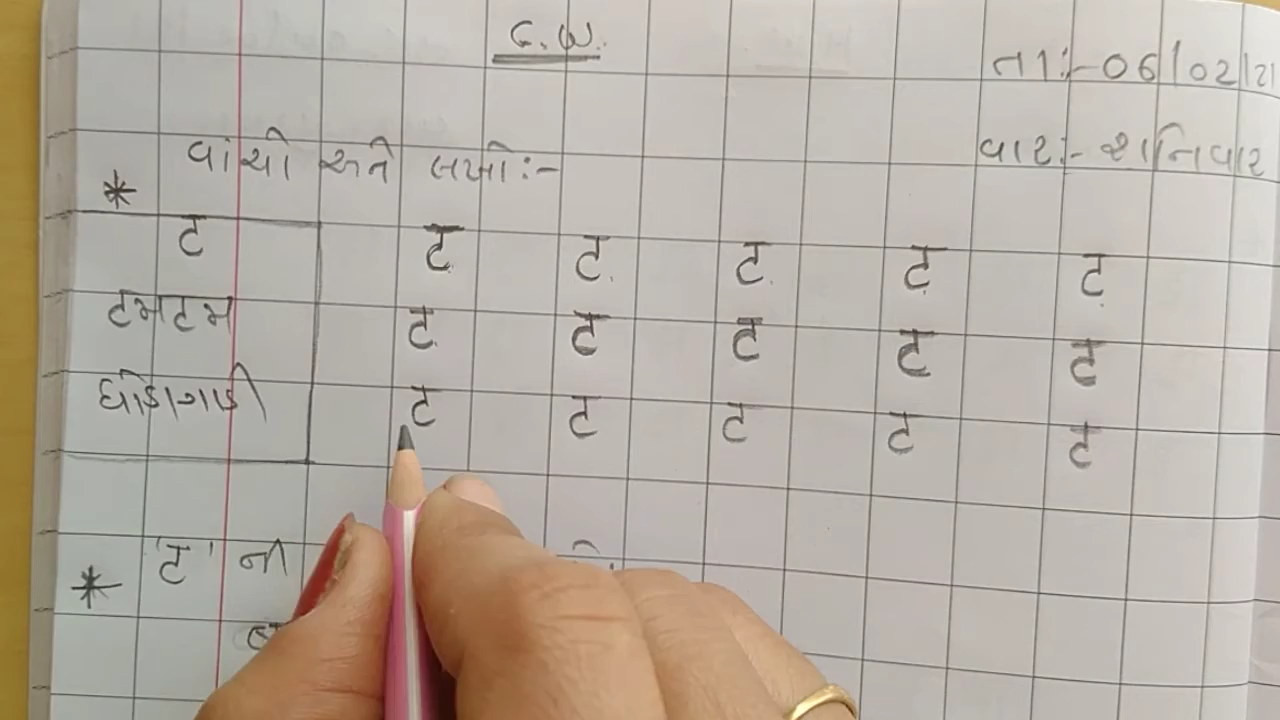 C.W.
તા:-06/02/21
વાંચો અને લખો:-
વાર:- શનિવાર
* ટ ટ ટ ટ ટ ટ
ટમટમ ટ ટ ટ ટ ટ
ઘોડાગાડી ટ ટ ટ ટ ટ
* 'ટ' ની